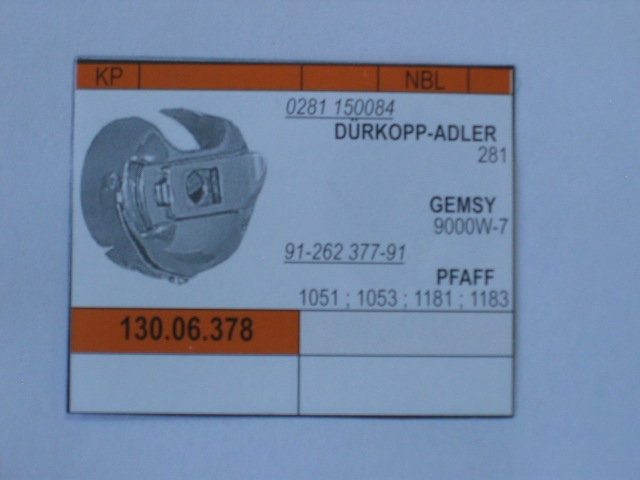 KP NBL
0281 150084
DÜRKOPP-ADLER
281
GEMSY
9000W-7
91-262 377-91
PFAFF
1051 ; 1053 ; 1181 ; 1183
130.06.378